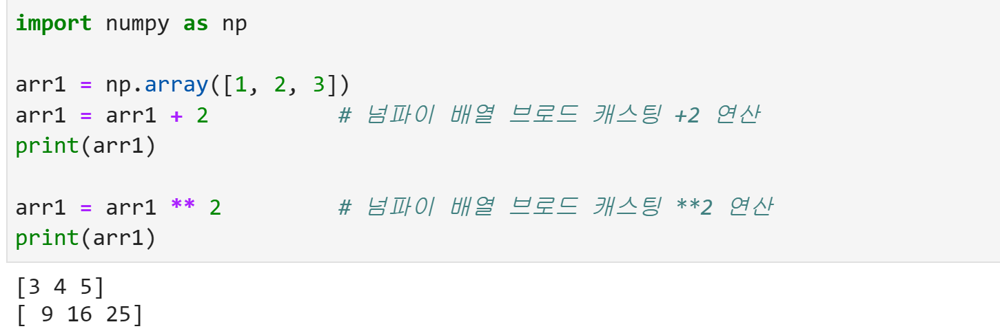 import numpy as np
arr1 = np.array([1, 2, 3])
arr1 = arr1 + 2 # 넘파이 배열 브로드 캐스팅 +2 연산
print(arr1)
arr1 = arr1 ** 2 # 넘파이 배열 브로드 캐스팅 **2 연산
print(arr1)
[3 4 5]
[ 9 16 25]